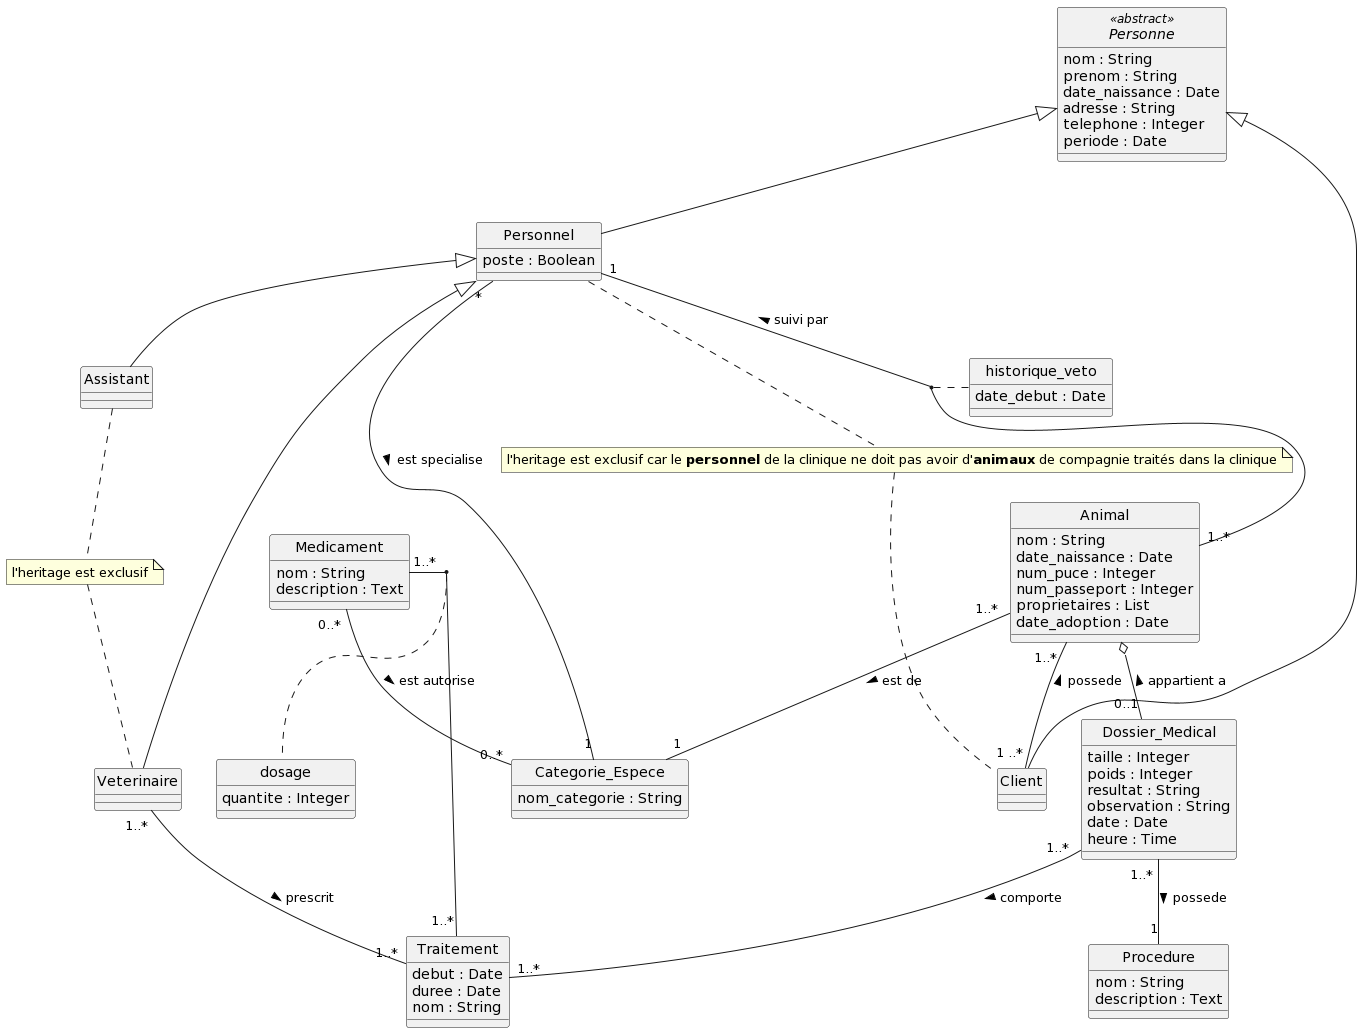 «abstract»
Personne
nom : String
prenom : String
date_naissance : Date
adresse : String
telephone : Integer
periode : Date
Personnel
poste : Boolean
1
*
suivi par
Assistant
historique_veto
date_debut : Date
est specialise
l'heritage est exclusif car le personnel de la clinique ne doit pas avoir d'animaux de compagnie traités dans la clinique
Animal
nom : String
date_naissance : Date
num_puce : Integer
num_passeport : Integer
proprietaires : List
date_adoption : Date
1..*
Medicament
nom : String
description : Text
1..*
l'heritage est exclusif
0..*
1..*
est autorise
est de
1..*
possede
appartient a
0..1
Veterinaire
dosage
quantite : Integer
0..*
1
1
Categorie_Espece
nom_categorie : String
1 ..*
Client
Dossier_Medical
taille : Integer
poids : Integer
resultat : String
observation : String
date : Date
heure : Time
1..*
1..*
1..*
prescrit
comporte
possede
1..*
1..*
1..*
1
Traitement
debut : Date
duree : Date
nom : String
Procedure
nom : String
description : Text